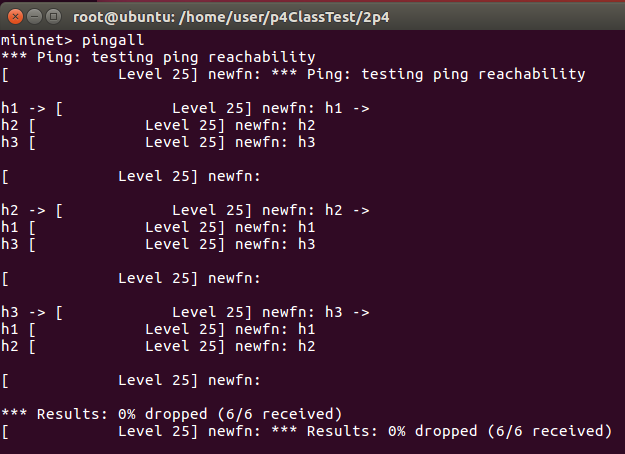 root@ubuntu: /home/user/p4ClassTest/2p4
mininet> pingall
*** Ping: testing ping reachability
[            Level 25] newfn: *** Ping: testing ping reachability

h1 -> [            Level 25] newfn: h1 ->
h2 [            Level 25] newfn: h2
h3 [            Level 25] newfn: h3

[            Level 25] newfn:

h2 -> [            Level 25] newfn: h2 ->
h1 [            Level 25] newfn: h1
h3 [            Level 25] newfn: h3

[            Level 25] newfn:

h3 -> [            Level 25] newfn: h3 ->
h1 [            Level 25] newfn: h1
h2 [            Level 25] newfn: h2

[            Level 25] newfn:

*** Results: 0% dropped (6/6 received)
[            Level 25] newfn: *** Results: 0% dropped (6/6 received)